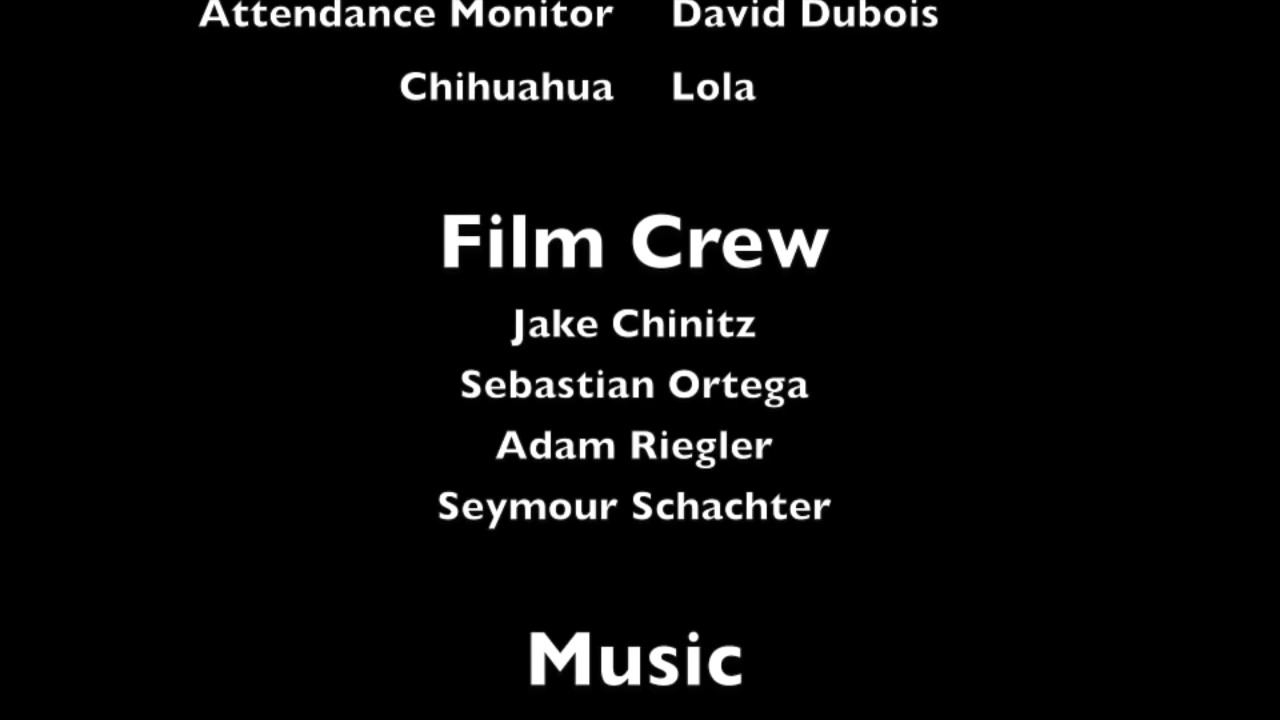 Attendance Monitor David Dubois
Chihuahua Lola
Film Crew
Jake Chinitz
Sebastian Ortega
Adam Riegler
Seymour Schachter
Music